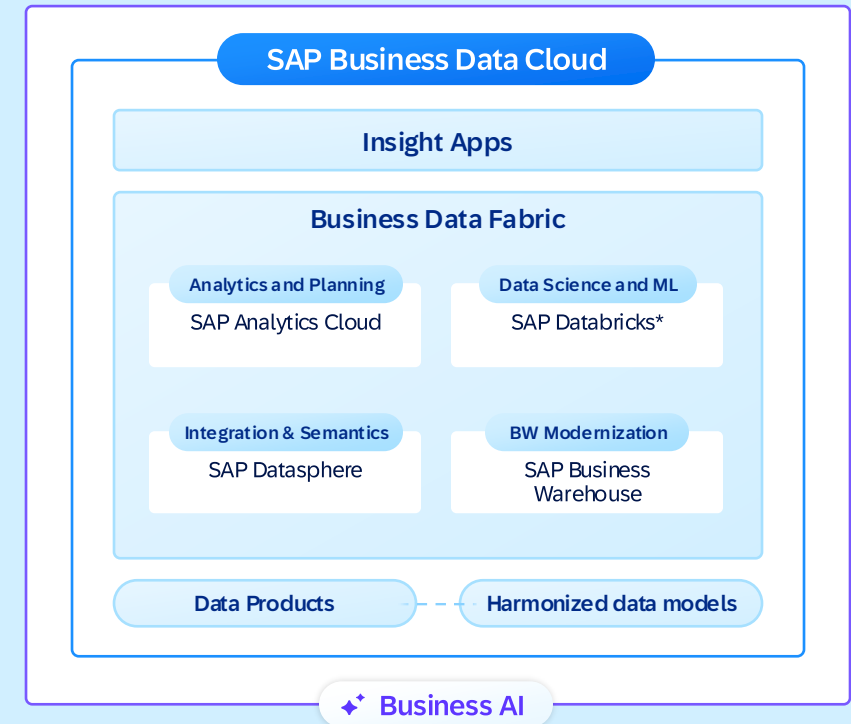 SAP Business Data Cloud
Insight Apps
Business Data Fabric
Analytics and Planning
SAP Analytics Cloud
Data Science and ML
SAP Databricks*
Integration & Semantics
SAP Datasphere
BW Modernization
SAP Business
Warehouse
Data Products
Harmonized data models
Business AI